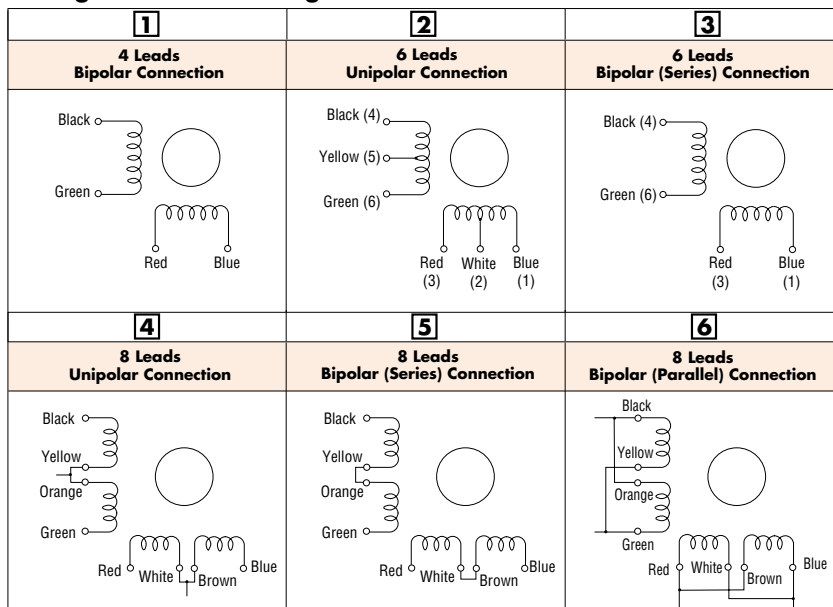 1
2
3
4 Leads
Bipolar Connection
6 Leads
Unipolar Connection
6 Leads
Bipolar (Series) Connection
Black
Green
Red
Blue
Black (4)
Yellow (5)
Green (6)
Red
(3)
White
(2)
Blue
(1)
Black (4)
Green (6)
Red
(3)
Blue
(1)
4
5
6
8 Leads
Unipolar Connection
8 Leads
Bipolar (Series) Connection
8 Leads
Bipolar (Parallel) Connection
Black
Yellow
Orange
Green
Red
White
Brown
Blue
Black
Yellow
Orange
Green
Red
White
Brown
Blue
Black
Yellow
Orange
Green
Red
White
Brown
Blue